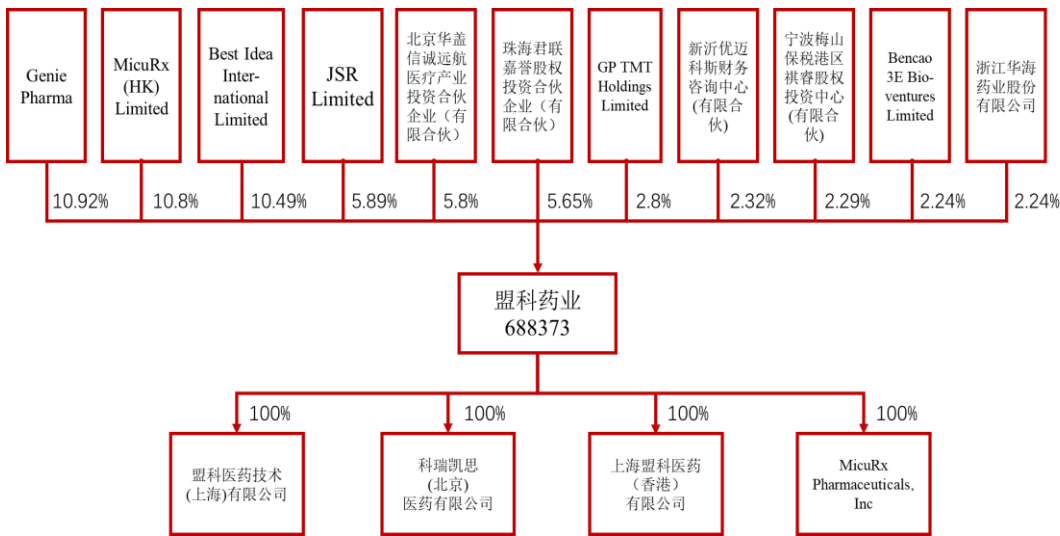 Genie
Pharma
MicuRx
(HK)
Limited
Best Idea
Inter-
national
Limited
JSR
Limited
北京华盖
信诚远航
医疗产业
投资合伙
企业（有
限合伙）
珠海君联
嘉誉股权
投资合伙
企业（有
限合伙）
GP TMT
Holdings
Limited
新沂优迈
科斯财务
咨询中心
(有限合
伙)
宁波梅山
保税港区
祺睿股权
投资中心
(有限合
伙)
Bencao
3E Bio-
ventures
Limited
浙江华海
药业股份
有限公司
10.92%
10.8%
10.49%
5.89%
5.8%
5.65%
2.8%
2.32%
2.29%
2.24%
2.24%
盟科药业
688373
100%
100%
100%
100%
盟科医药技术
(上海)有限公司
科瑞凯思
(北京)
医药有限公司
上海盟科医药
（香港）
有限公司
MicuRx
Pharmaceuticals,
Inc